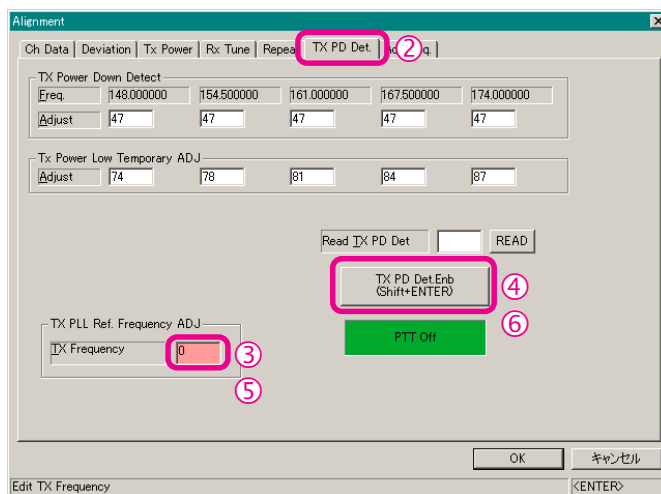 Alignment
Ch Data Deviation Tx Power Rx Tune Repea TX PD Det. q. ②
TX Power Down Detect
Freq. 148.000000 154.500000 161.000000 167.500000 174.000000
Adjust 47 47 47 47 47
Tx Power Low Temporary ADJ
Adjust 74 78 81 84 87
Read TX PD Det READ
TX PD Det.Enb
(Shift+ENTER) ④
PTT Off ⑥
TX PLL Ref. Frequency ADJ
TX Frequency 0 ③
⑤
OK キャンセル
Edit TX Frequency <ENTER>